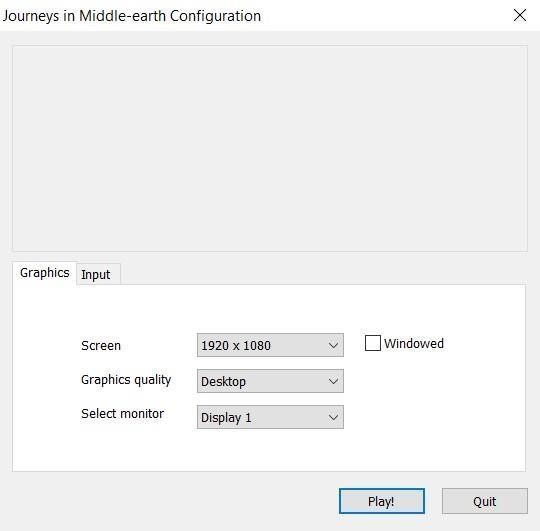 Journeys in Middle-earth Configuration
Graphics Input
Screen 1920 x 1080 Windowed
Graphics quality Desktop
Select monitor Display 1
Play! Quit